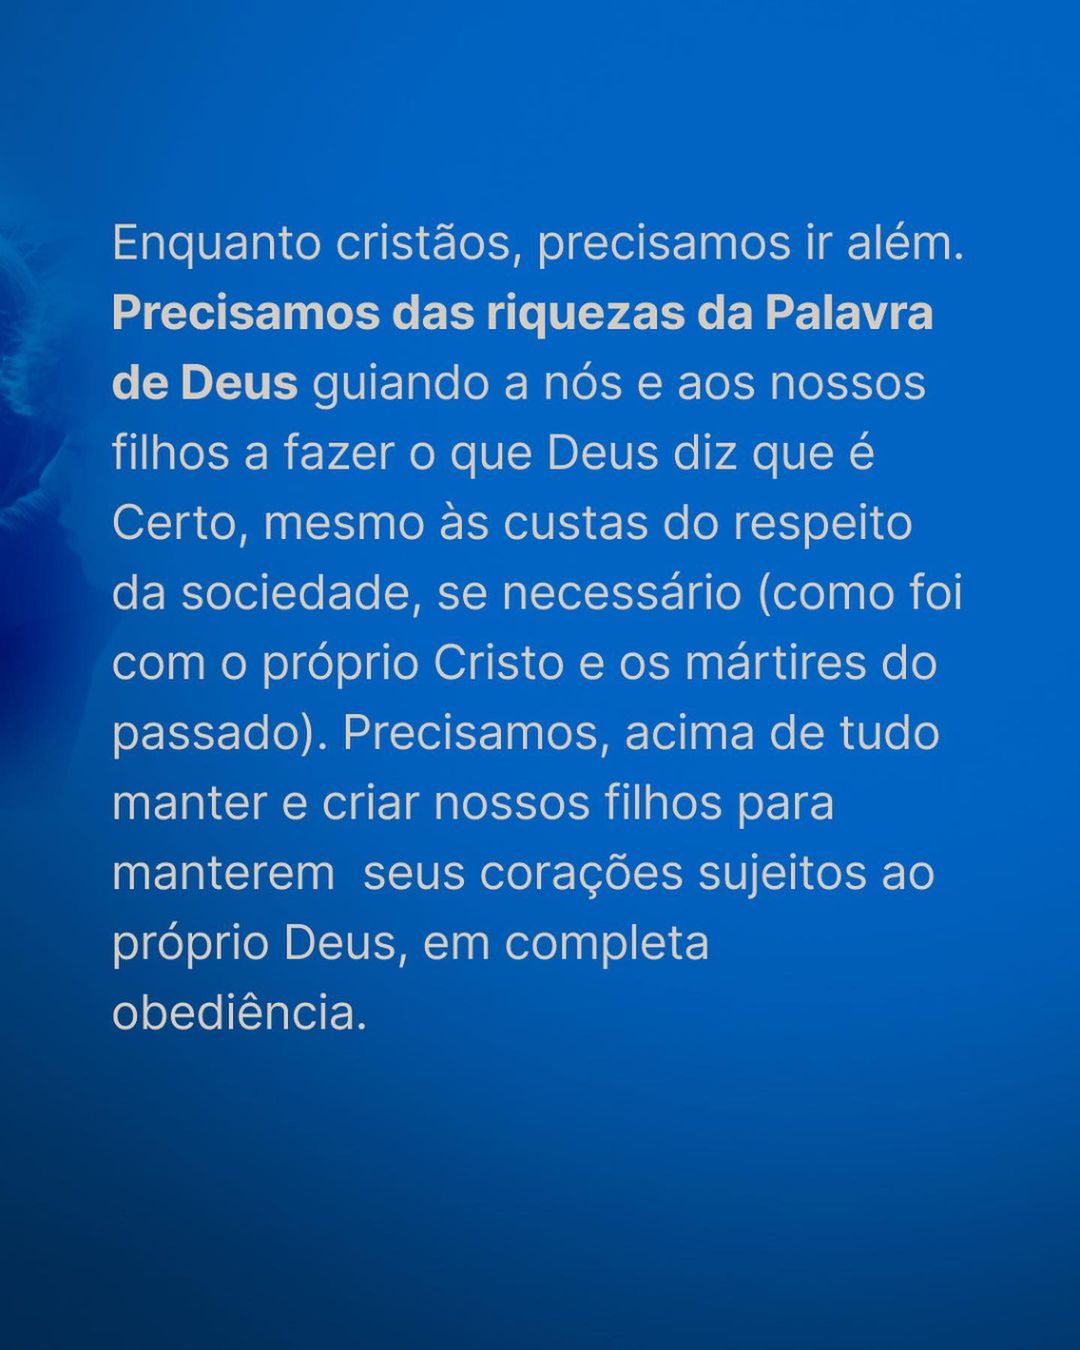 Enquanto cristãos, precisamos ir além.
Precisamos das riquezas da Palavra
de Deus guiando a nós e aos nossos
filhos a fazer o que Deus diz que é
Certo, mesmo às custas do respeito
da sociedade, se necessário (como foi
com o próprio Cristo e os mártires do
passado). Precisamos, acima de tudo
manter e criar nossos filhos para
manterem  seus corações sujeitos ao
próprio Deus, em completa
obediência.